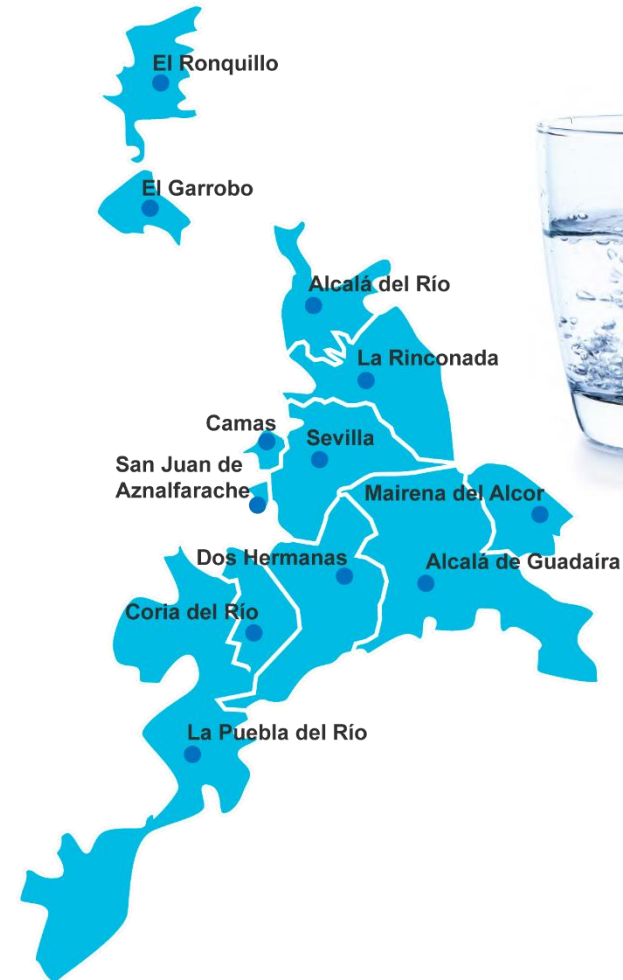 El Ronquillo
El Garrobo
Alcalá del Río
La Rinconada
Camas
Sevilla
San Juan de
Aznalfarache
Mairena del Alcor
Dos Hermanas
Alcalá de Guadaíra
Coria del Río
La Puebla del Río